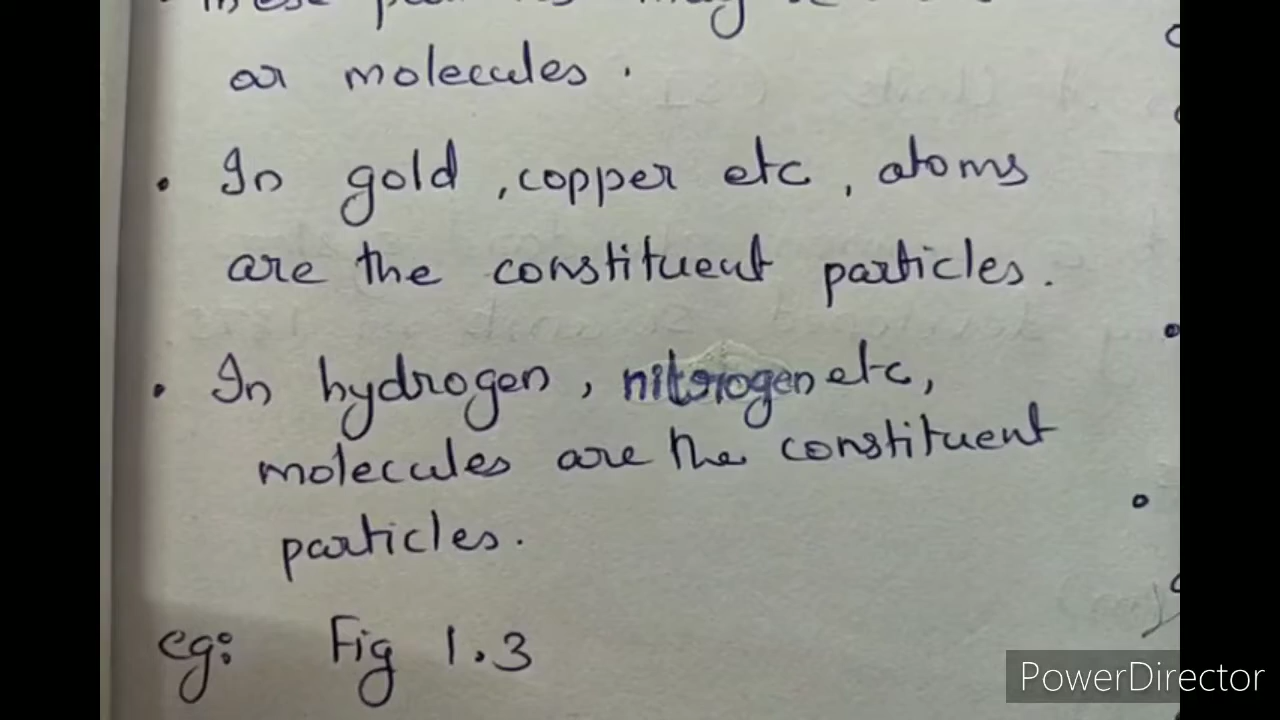 or molecules.
• In gold, copper etc, atoms
are the constituent particles.
• In hydrogen, nitrogen etc,
molecules are the constituent
particles.
eg: Fig 1.3
PowerDirector